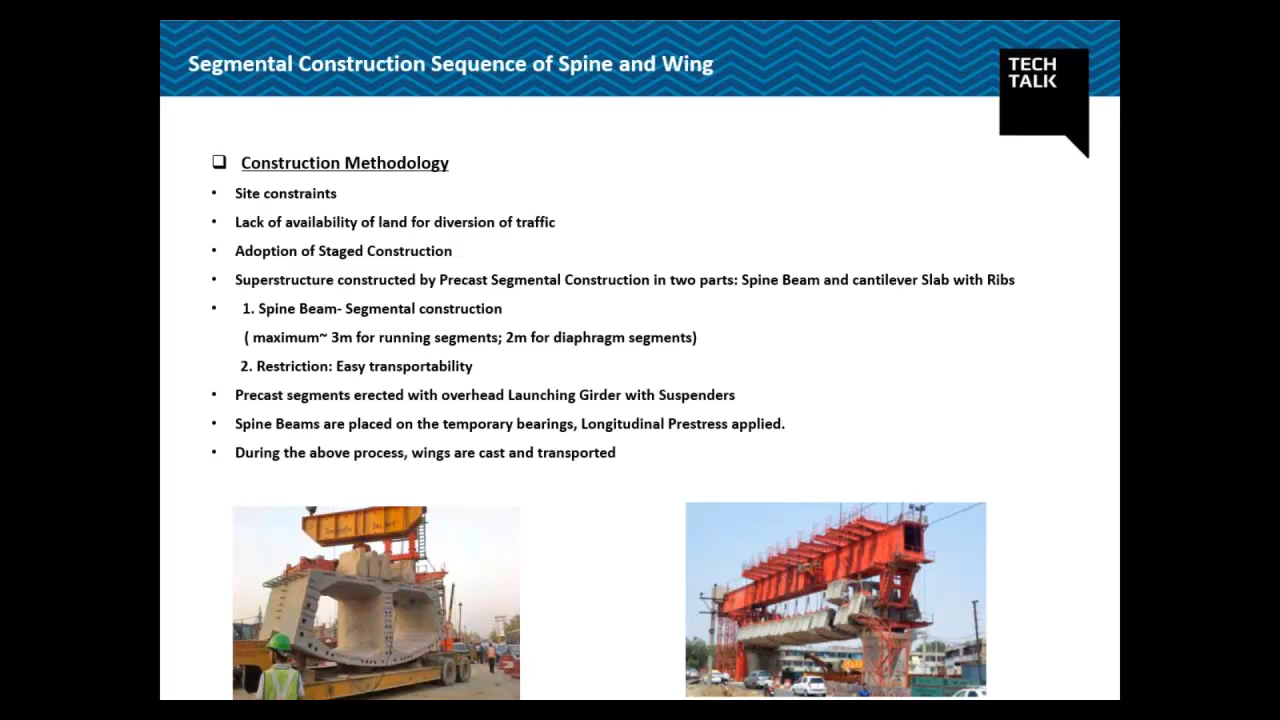 Segmental Construction Sequence of Spine and Wing
TECH
TALK
❑ Construction Methodology
• Site constraints
• Lack of availability of land for diversion of traffic
• Adoption of Staged Construction
• Superstructure constructed by Precast Segmental Construction in two parts: Spine Beam and cantilever Slab with Ribs
• 1. Spine Beam- Segmental construction
( maximum~ 3m for running segments; 2m for diaphragm segments)
2. Restriction: Easy transportability
• Precast segments erected with overhead Launching Girder with Suspenders
• Spine Beams are placed on the temporary bearings, Longitudinal Prestress applied.
• During the above process, wings are cast and transported